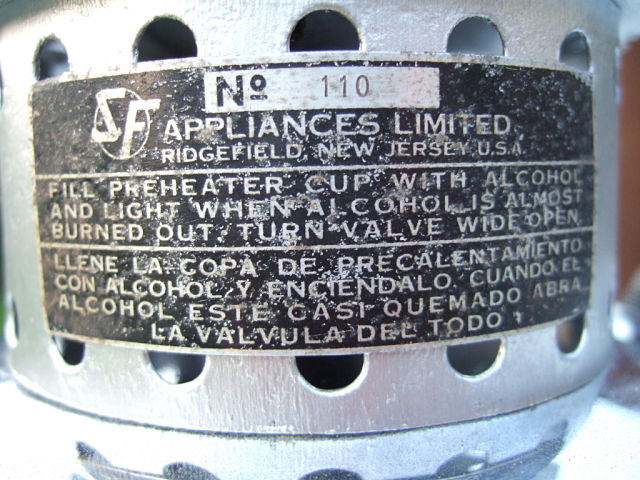 Nº 110
SF
APPLIANCES LIMITED
RIDGEFIELD, NEW JERSEY, U.S.A.
FILL PREHEATER CUP WITH ALCOHOL
AND LIGHT WHEN ALCOHOL IS ALMOST
BURNED OUT, TURN VALVE WIDE OPEN
LLENE LA COPA DE PRECALENTAMIENTO
CON ALCOHOL Y ENCIENDALO. CUANDO EL
ALCOHOL ESTE CASI QUEMADO ABRA
LA VALVULA DEL TODO